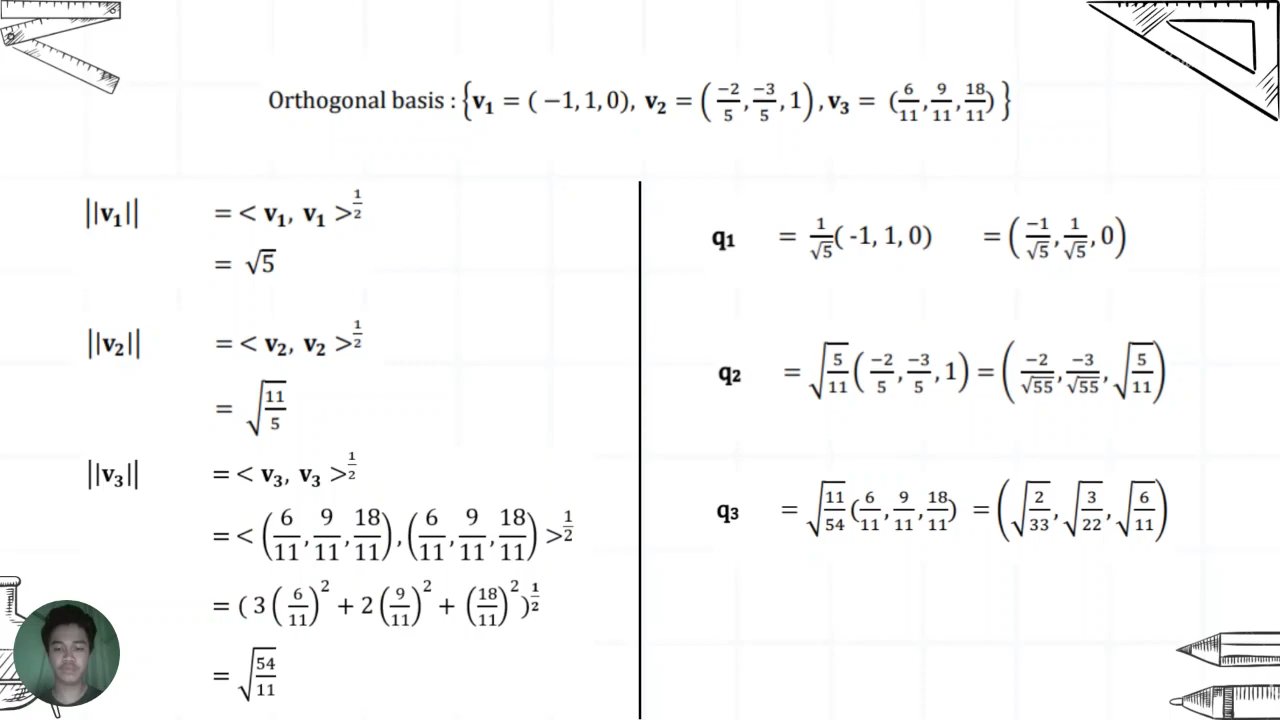 Orthogonal basis : {v₁ = ( −1, 1, 0), v₂ = (−2/5, −3/5, 1), v₃ = (6/11, 9/11, 18/11)}
||v₁|| = < v₁, v₁ >^(1/2)
= √5
||v₂|| = < v₂, v₂ >^(1/2)
= √(11/5)
||v₃|| = < v₃, v₃ >^(1/2)
= < (6/11, 9/11, 18/11), (6/11, 9/11, 18/11) >^(1/2)
= ( 3 (6/11)² + 2 (9/11)² + (18/11)² )^(1/2)
= √(54/11)
q₁ = 1/√5 ( -1, 1, 0) = (−1/√5, 1/√5, 0)
q₂ = √(5/11) (−2/5, −3/5, 1) = (−2/√55, −3/√55, √(5/11))
q₃ = √(11/54) (6/11, 9/11, 18/11) = (√(2/33), √(3/22), √(6/11))